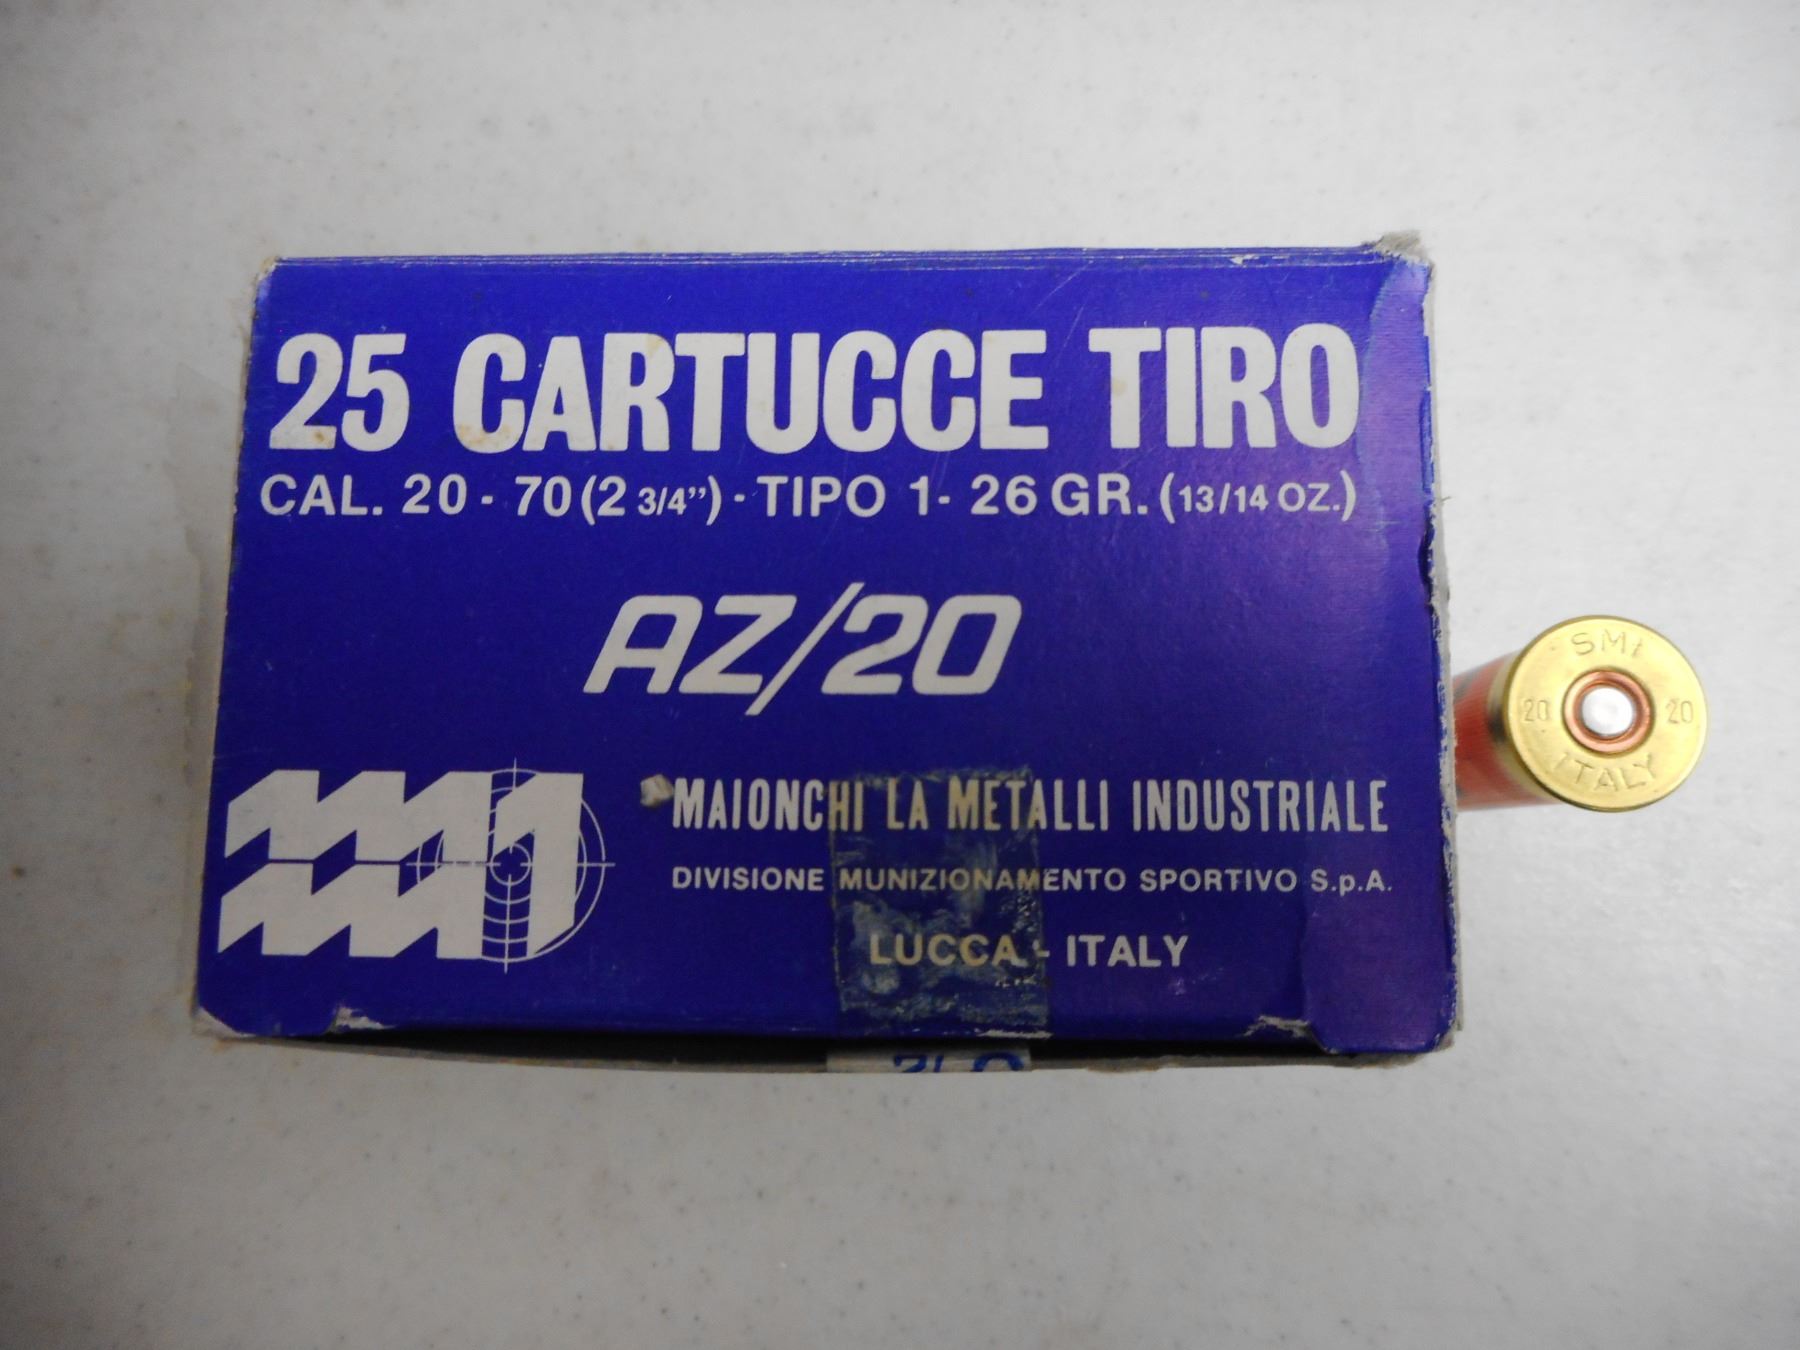 25 CARTUCCE TIRO
CAL. 20 - 70 (2 3/4") - TIPO 1- 26 GR. (13/14 OZ.)
AZ/20
MAIONCHI LA METALLI INDUSTRIALE
DIVISIONE MUNIZIONAMENTO SPORTIVO S.p.A.
LUCCA - ITALY
SMI
20 20
ITALY